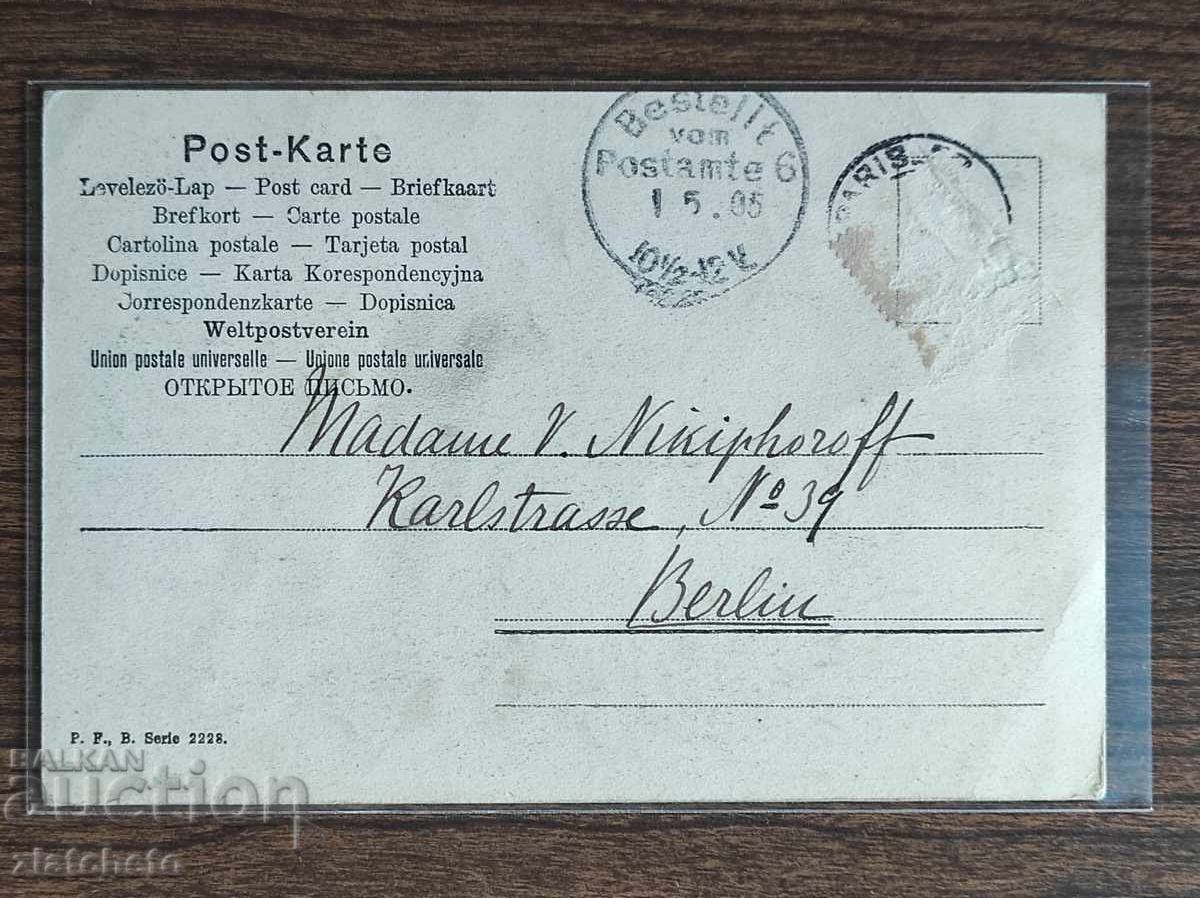 Post-Karte
Levelezö-Lap — Post card — Briefkaart
Brefkort — Carte postale
Cartolina postale — Tarjeta postal
Dopisnice — Karta Korespondencyjna
Correspondenzkarte — Dopisnica
Weltpostverein
Union postale universelle — Unione postale universale
ОТКРЫТОЕ ПИСЬМО.
Bestellt
vom
Postamte 6
1 5 . 05
10½-12 V.
PARIS
Madame V. Nikiphoroff
Karlstrasse, Nº 39
Berlin
P. F., B. Serie 2228.
BALKAN
auction
zlatchefo